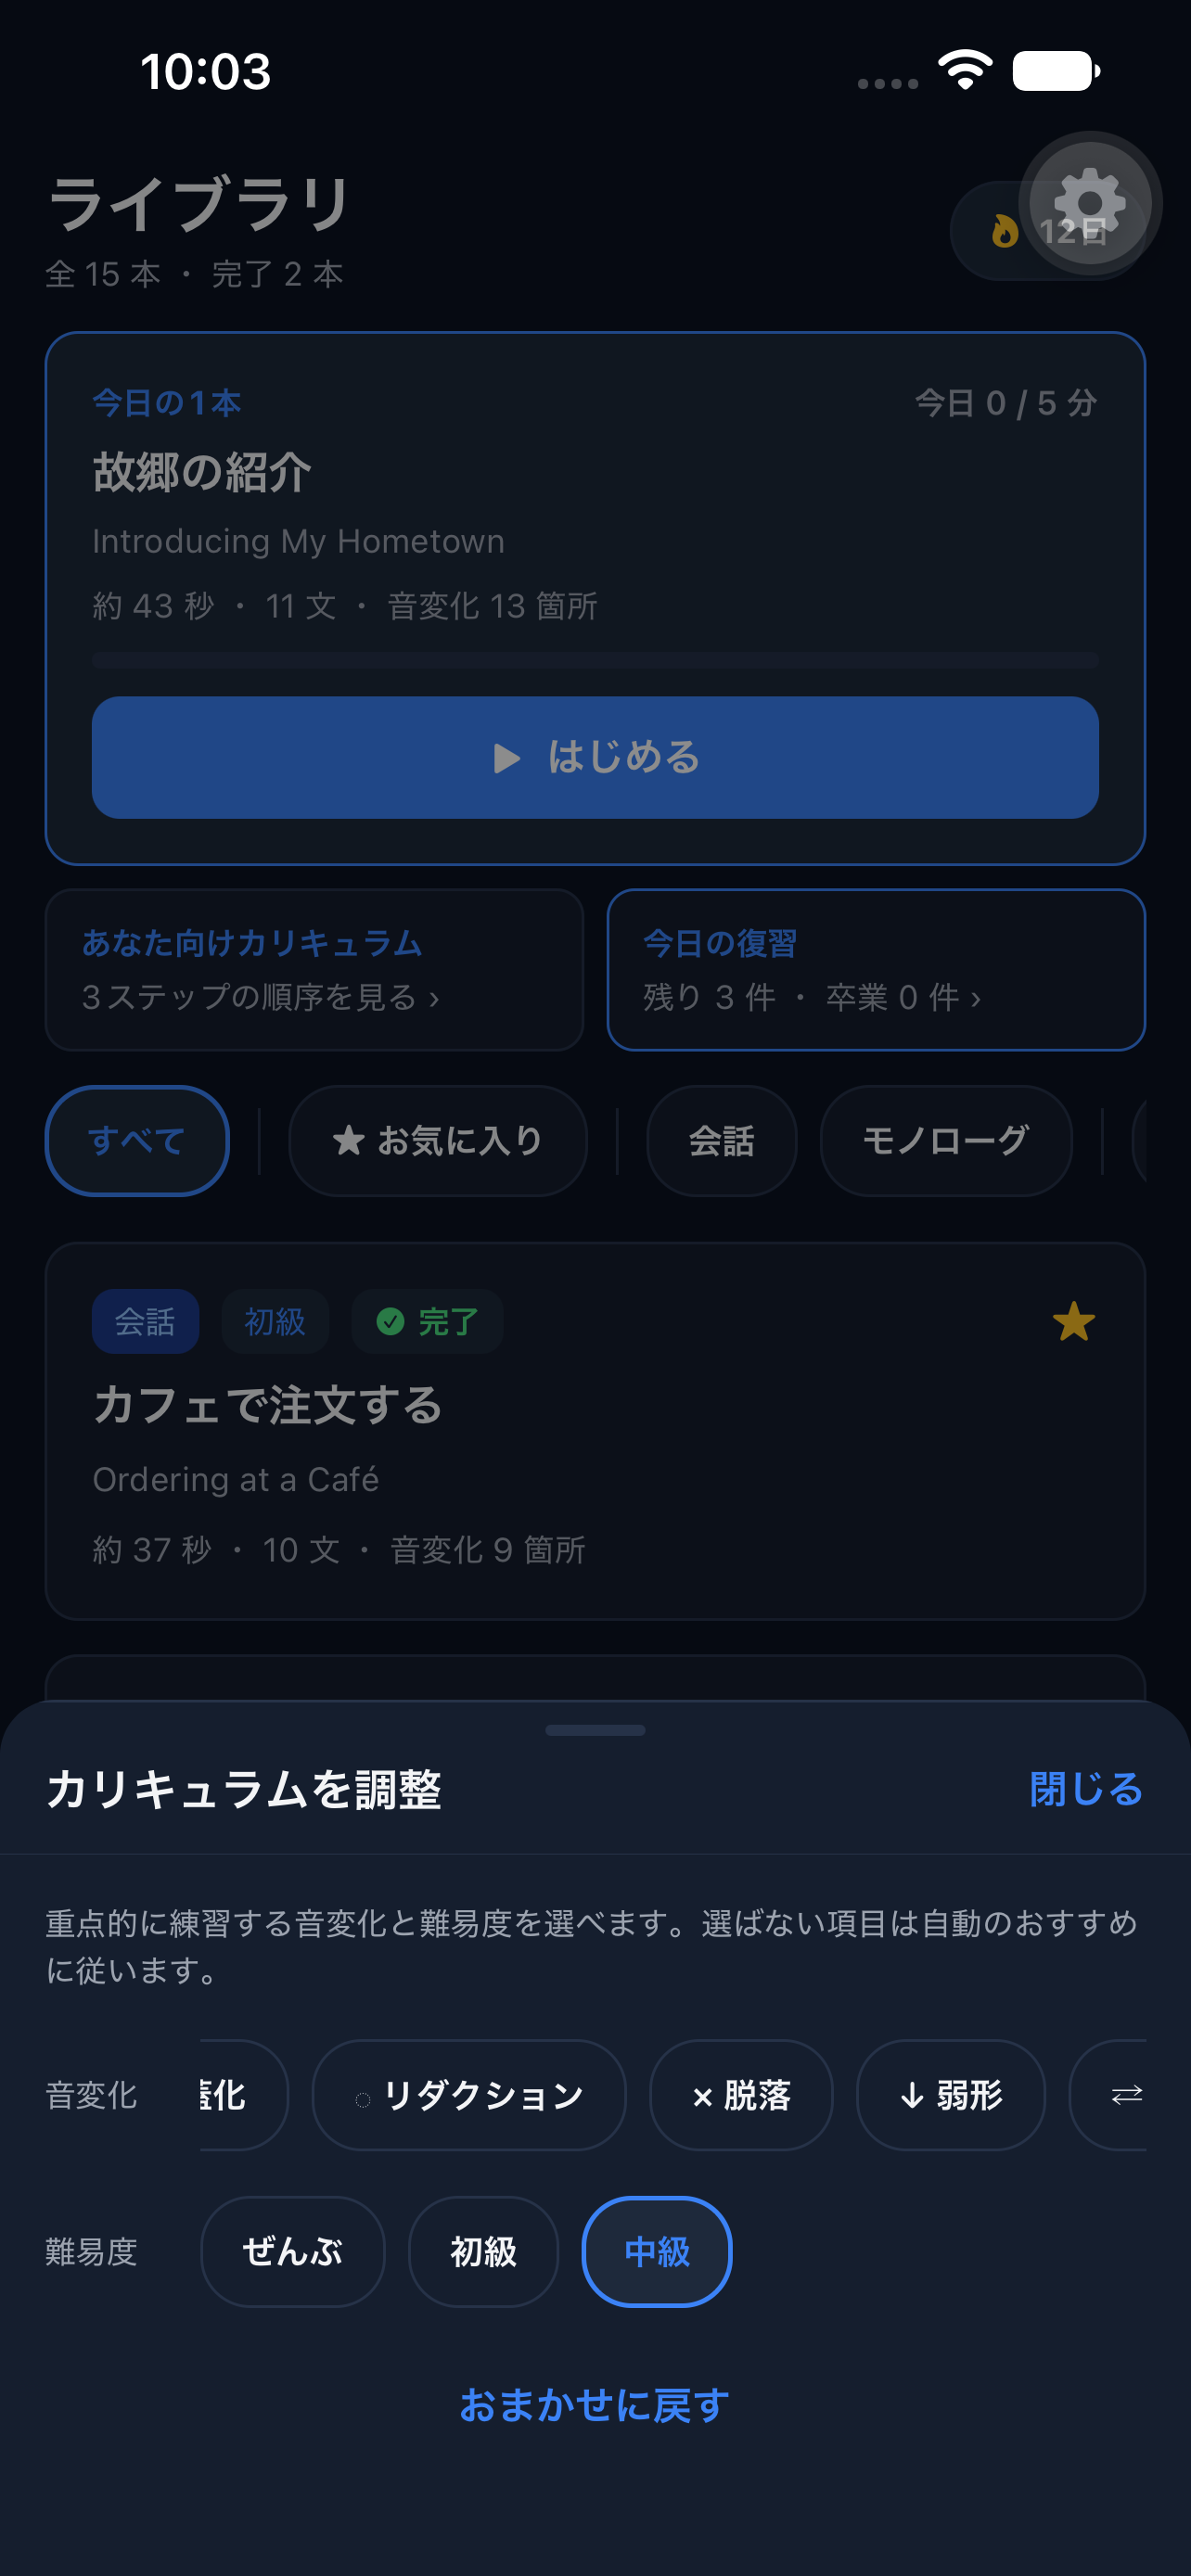 10:03
ライブラリ
全 15 本 ・ 完了 2 本
12日
今日の1本
今日 0 / 5 分
故郷の紹介
Introducing My Hometown
約 43 秒 ・ 11 文 ・ 音変化 13 箇所
はじめる
あなた向けカリキュラム
3ステップの順序を見る ›
今日の復習
残り 3 件 ・ 卒業 0 件 ›
すべて
★ お気に入り
会話
モノローグ
会話
初級
完了
カフェで注文する
Ordering at a Café
約 37 秒 ・ 10 文 ・ 音変化 9 箇所
カリキュラムを調整
閉じる
重点的に練習する音変化と難易度を選べます。選ばない項目は自動のおすすめ
に従います。
音変化
化
◌ リダクション
× 脱落
↓ 弱形
⇄
難易度
ぜんぶ
初級
中級
おまかせに戻す